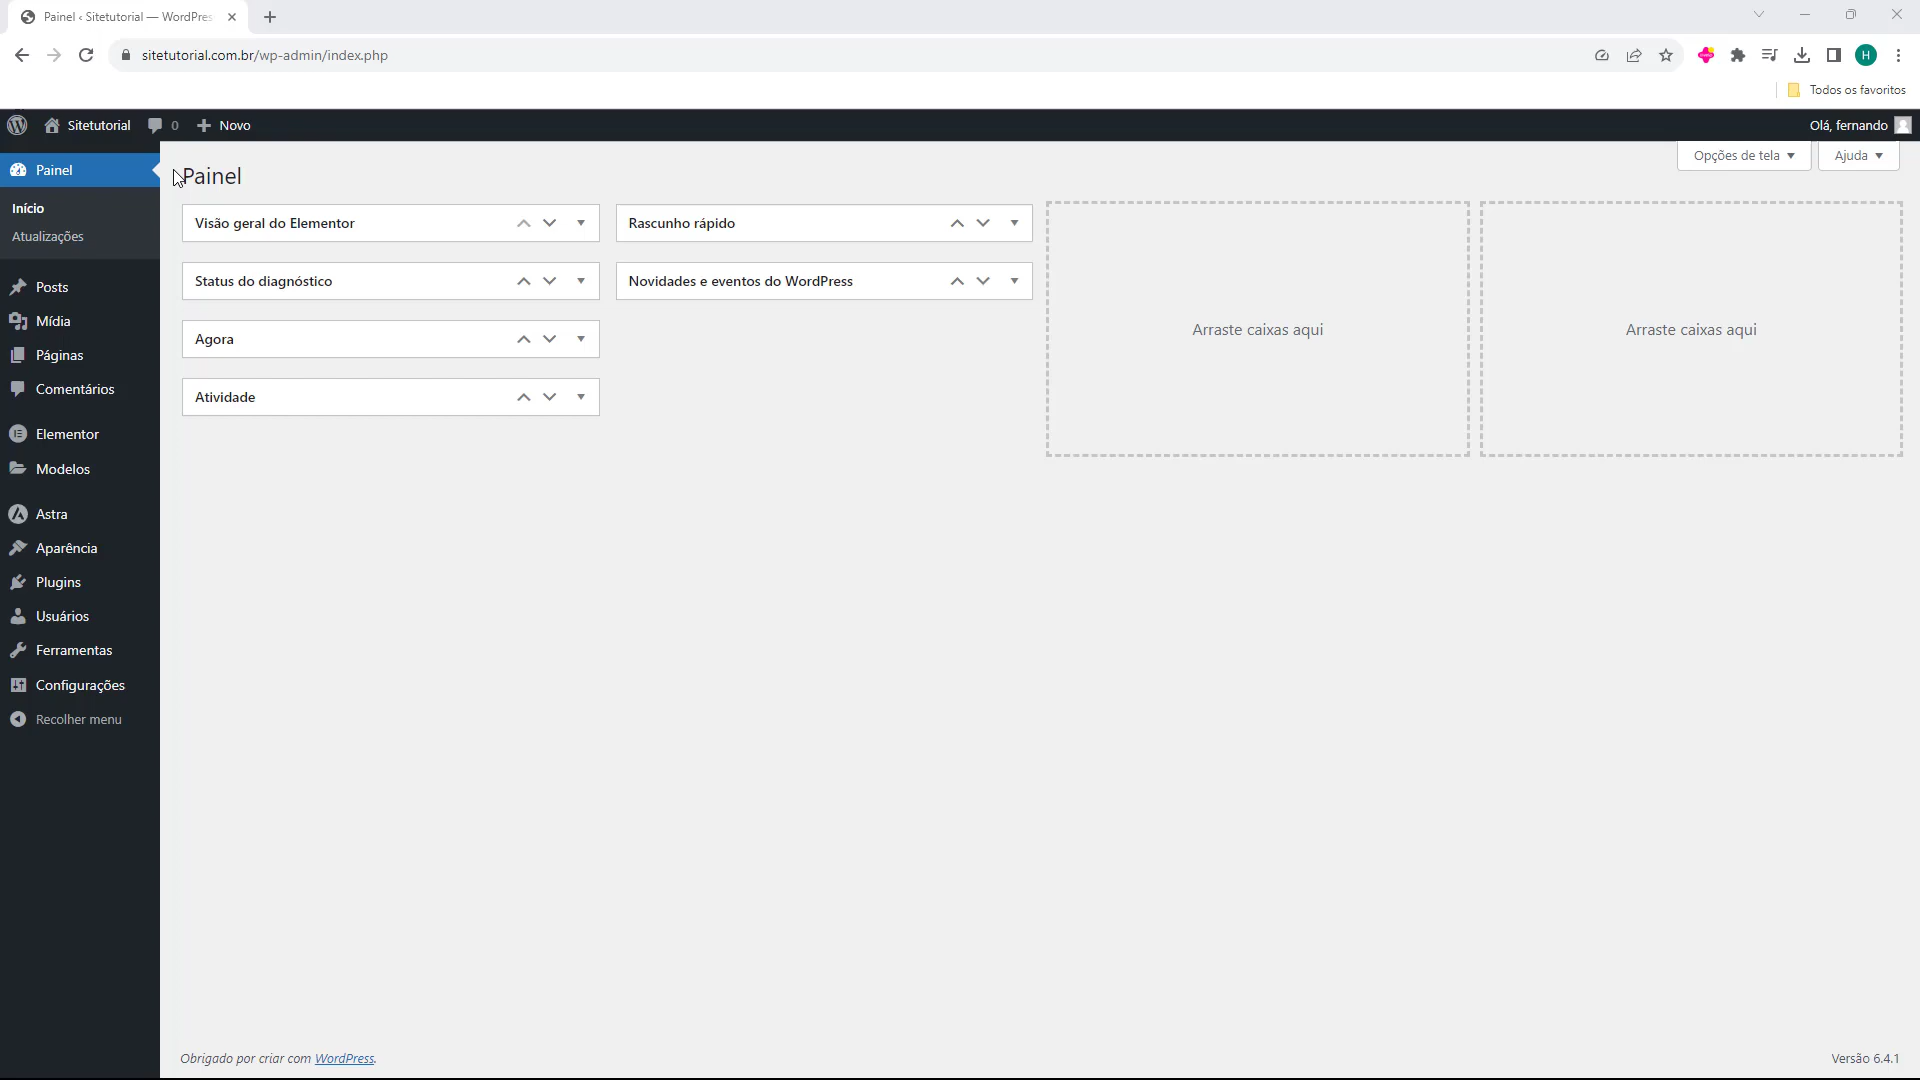 Painel ‹ Sitetutorial — WordPres
sitetutorial.com.br/wp-admin/index.php
H
Todos os favoritos
Sitetutorial
0
Novo
Olá, fernando
Painel
Início
Atualizações
Posts
Mídia
Páginas
Comentários
Elementor
Modelos
Astra
Aparência
Plugins
Usuários
Ferramentas
Configurações
Recolher menu
Opções de tela
Ajuda
Painel
Visão geral do Elementor
Status do diagnóstico
Agora
Atividade
Rascunho rápido
Novidades e eventos do WordPress
Arraste caixas aqui
Arraste caixas aqui
Obrigado por criar com WordPress.
Versão 6.4.1